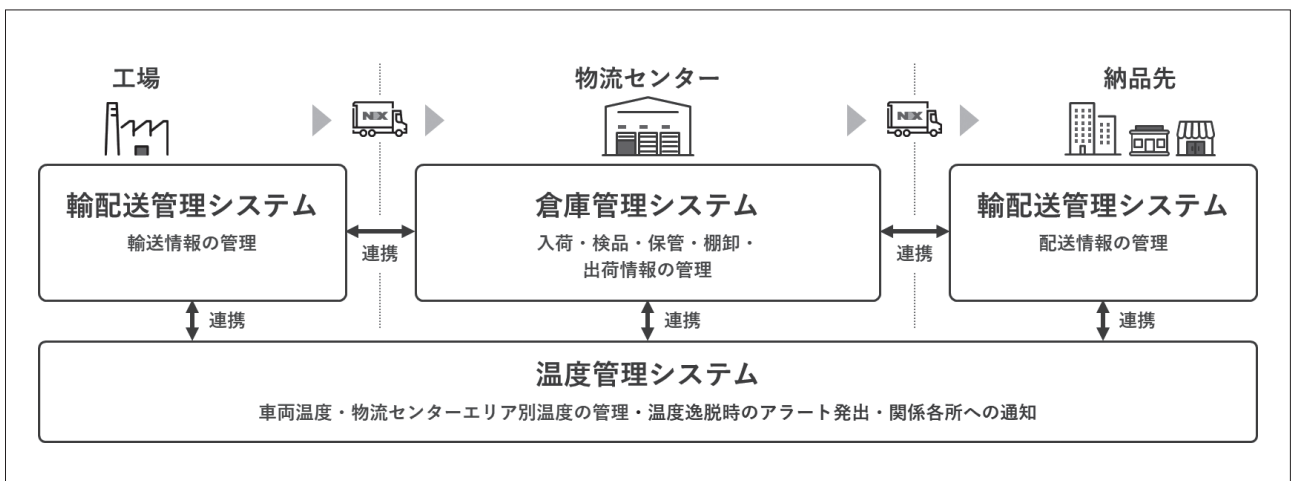 工場
物流センター
納品先
NX
NX
輸配送管理システム
輸送情報の管理
連携
倉庫管理システム
入荷・検品・保管・棚卸・
出荷情報の管理
連携
輸配送管理システム
配送情報の管理
連携
連携
連携
温度管理システム
車両温度・物流センターエリア別温度の管理・温度逸脱時のアラート発出・関係各所への通知